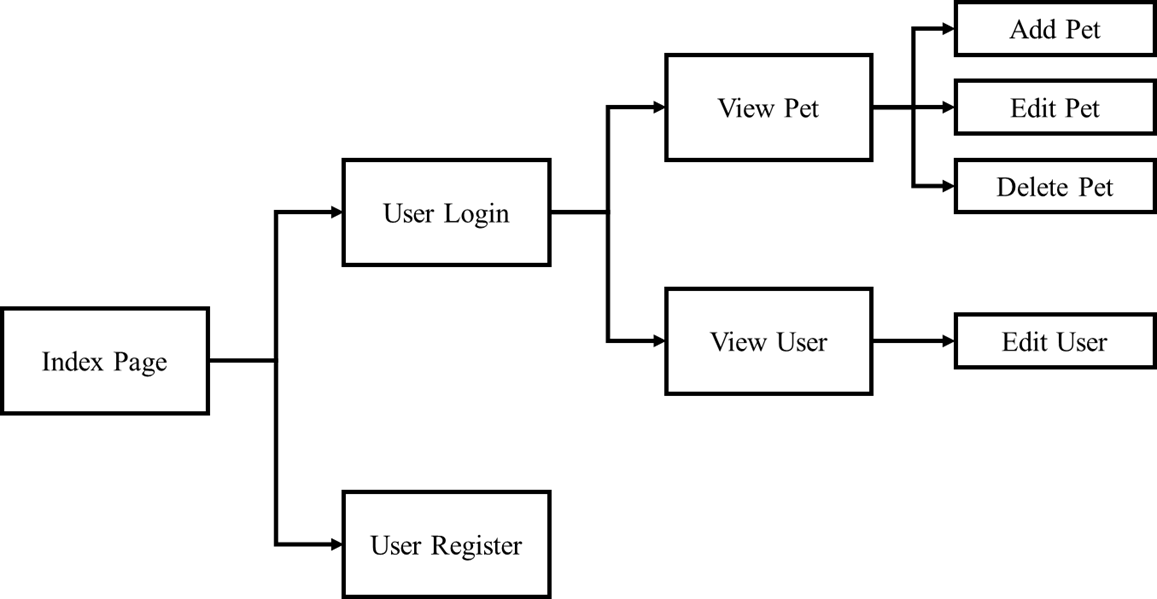 Index Page
User Login
User Register
View Pet
View User
Add Pet
Edit Pet
Delete Pet
Edit User